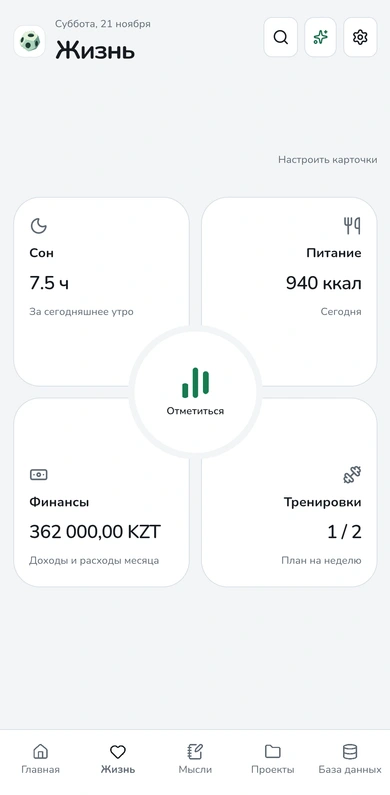 Суббота, 21 ноября
Жизнь
Настроить карточки
Сон
7.5 ч
За сегодняшнее утро
Питание
940 ккал
Сегодня
Отметиться
Финансы
362 000,00 KZT
Доходы и расходы месяца
Тренировки
1 / 2
План на неделю
Главная
Жизнь
Мысли
Проекты
База данных